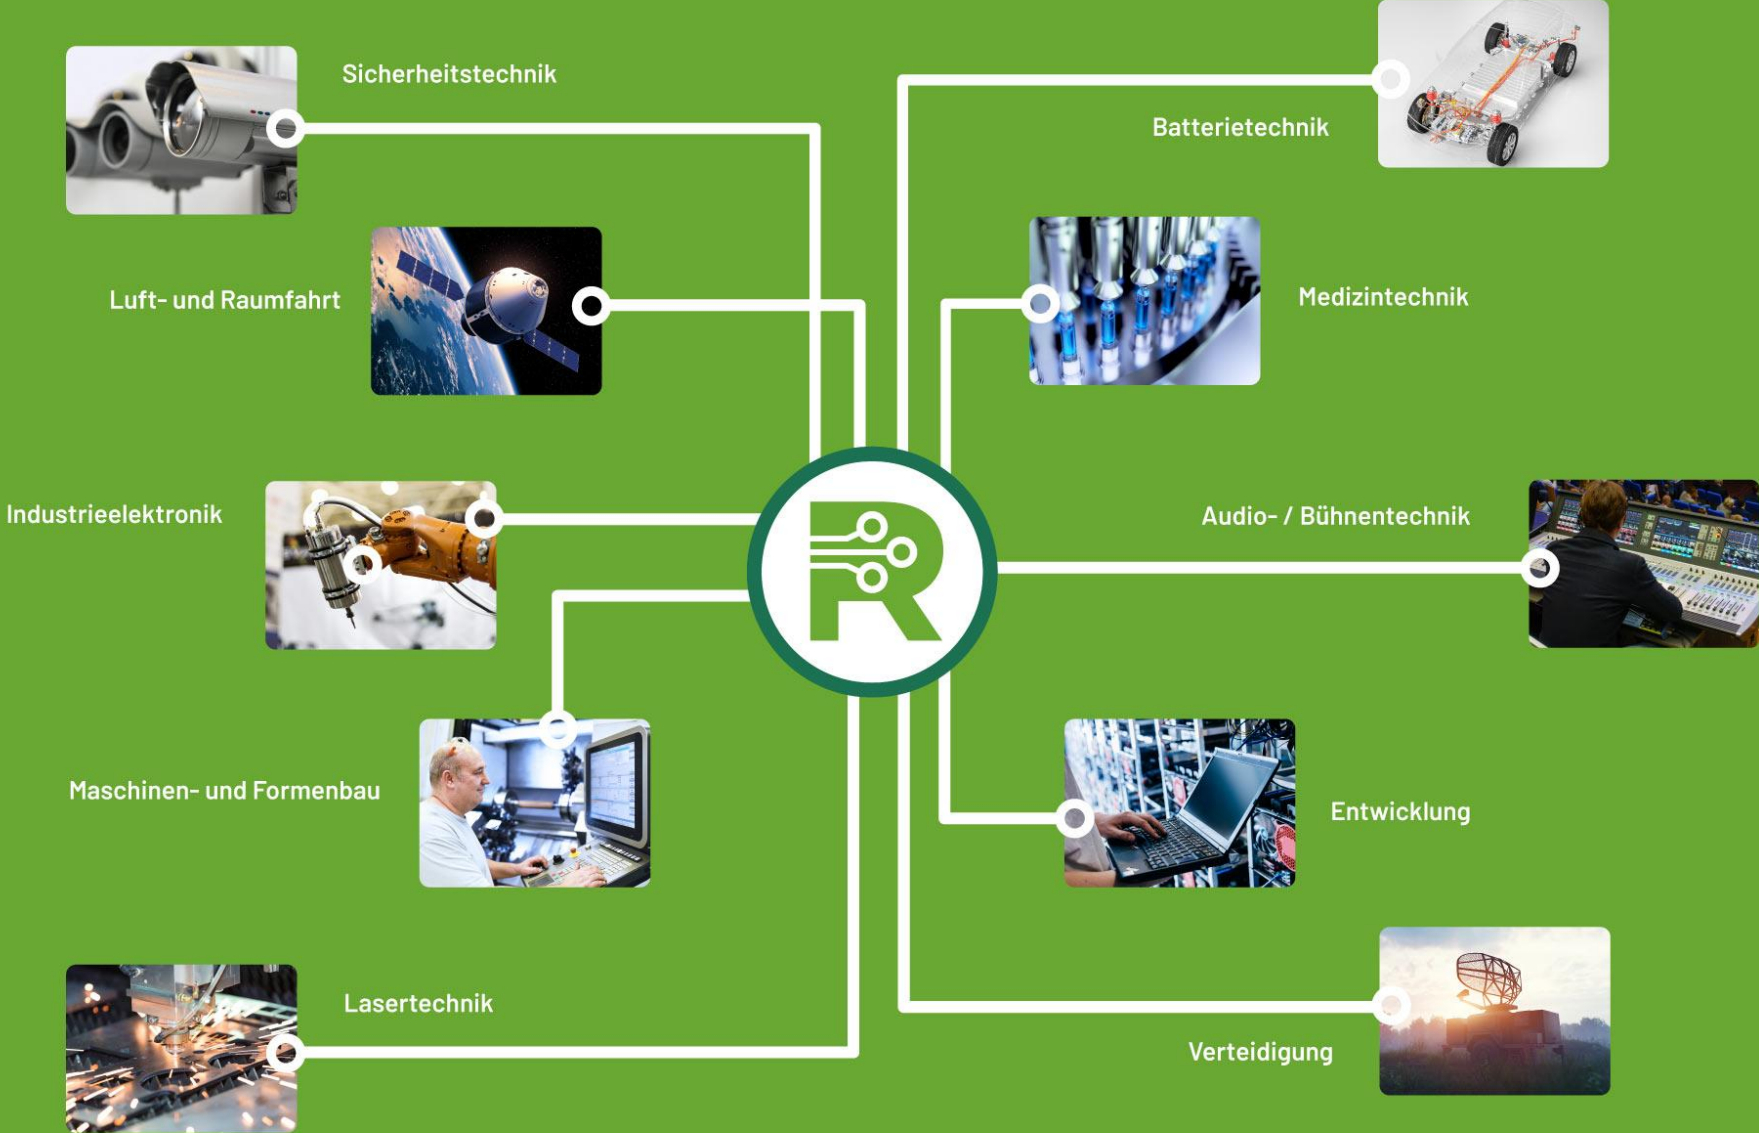 Sicherheitstechnik
Batterietechnik
Luft- und Raumfahrt
Medizintechnik
Industrieelektronik
Audio- / Bühnentechnik
Maschinen- und Formenbau
Entwicklung
Lasertechnik
Verteidigung